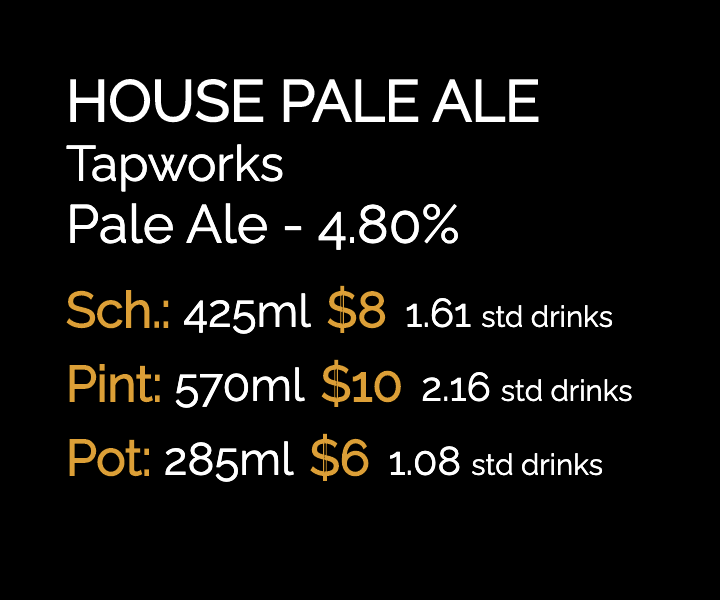 HOUSE PALE ALE
Tapworks
Pale Ale - 4.80%
Sch.: 425ml $8 1.61 std drinks
Pint: 570ml $10 2.16 std drinks
Pot: 285ml $6 1.08 std drinks